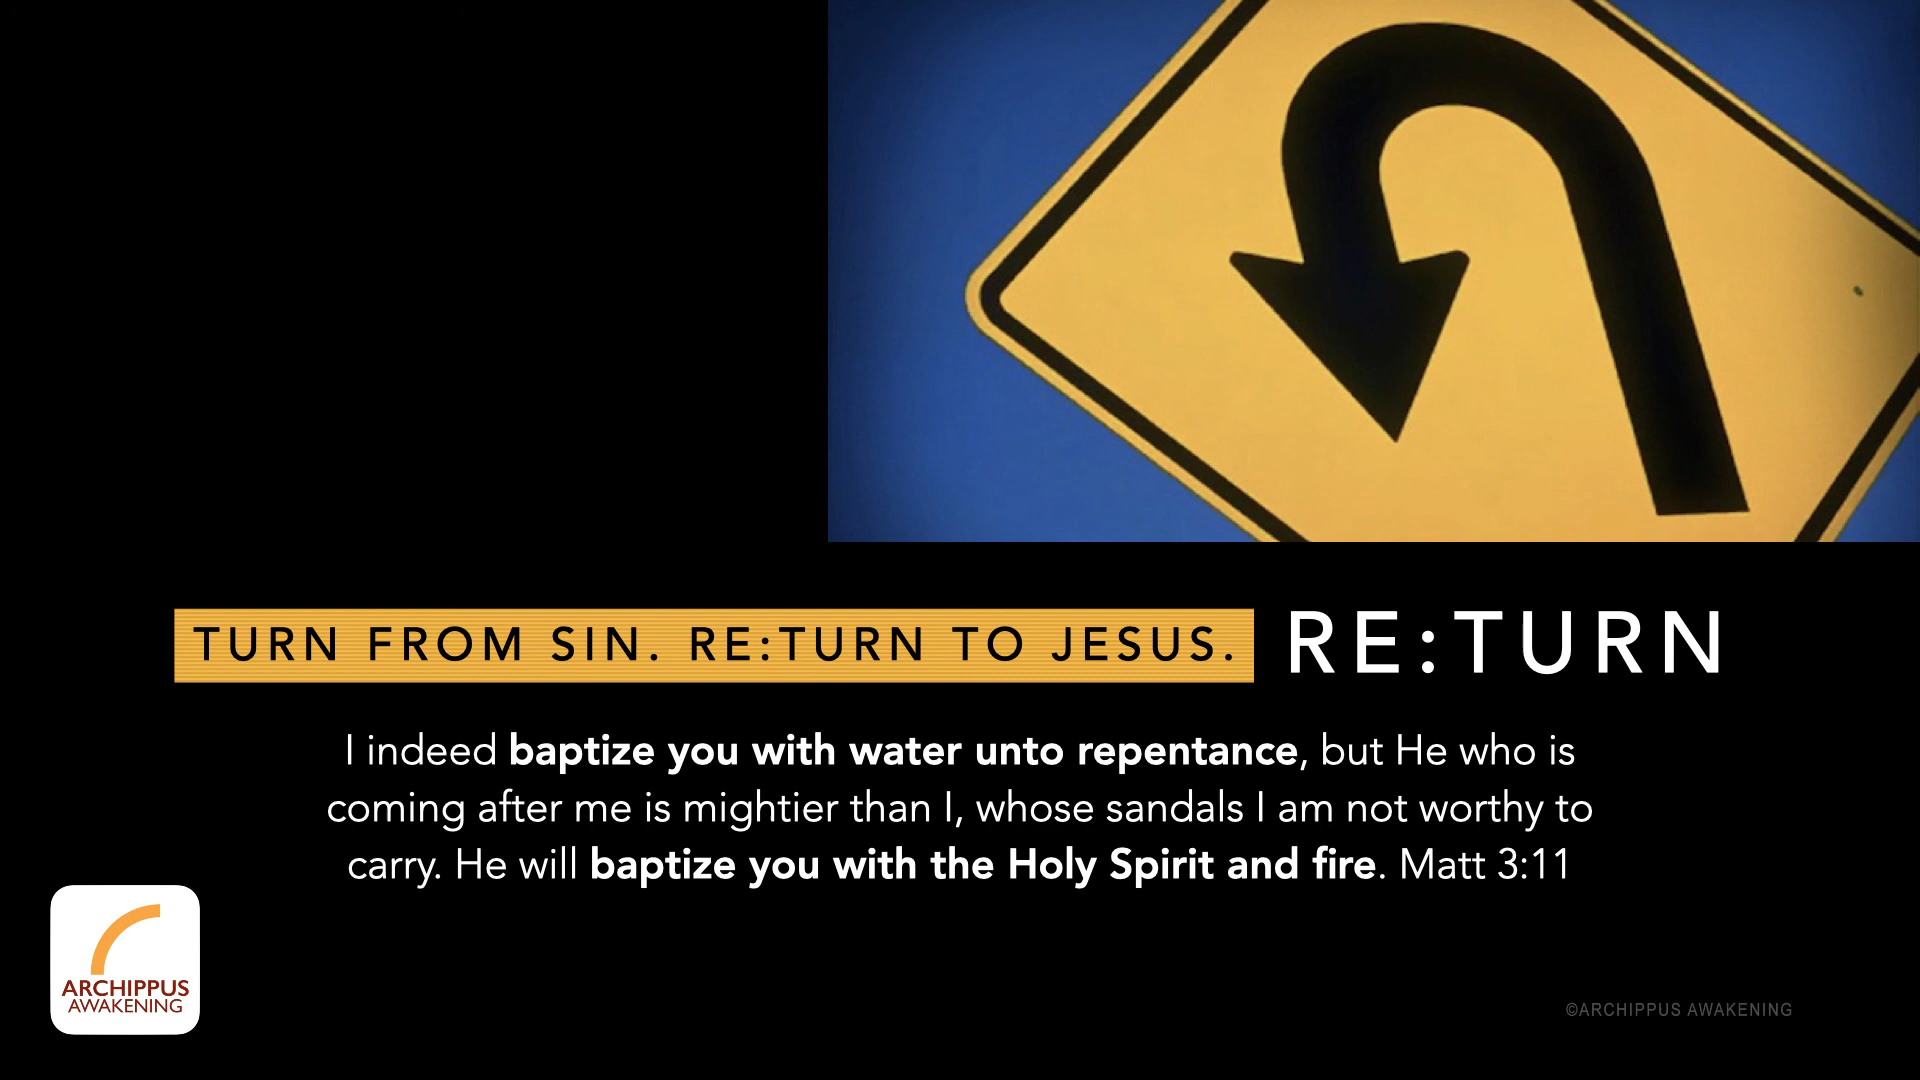 TURN FROM SIN. RE:TURN TO JESUS. RE:TURN
I indeed baptize you with water unto repentance, but He who is
coming after me is mightier than I, whose sandals I am not worthy to
carry. He will baptize you with the Holy Spirit and fire. Matt 3:11
ARCHIPPUS
AWAKENING
©ARCHIPPUS AWAKENING